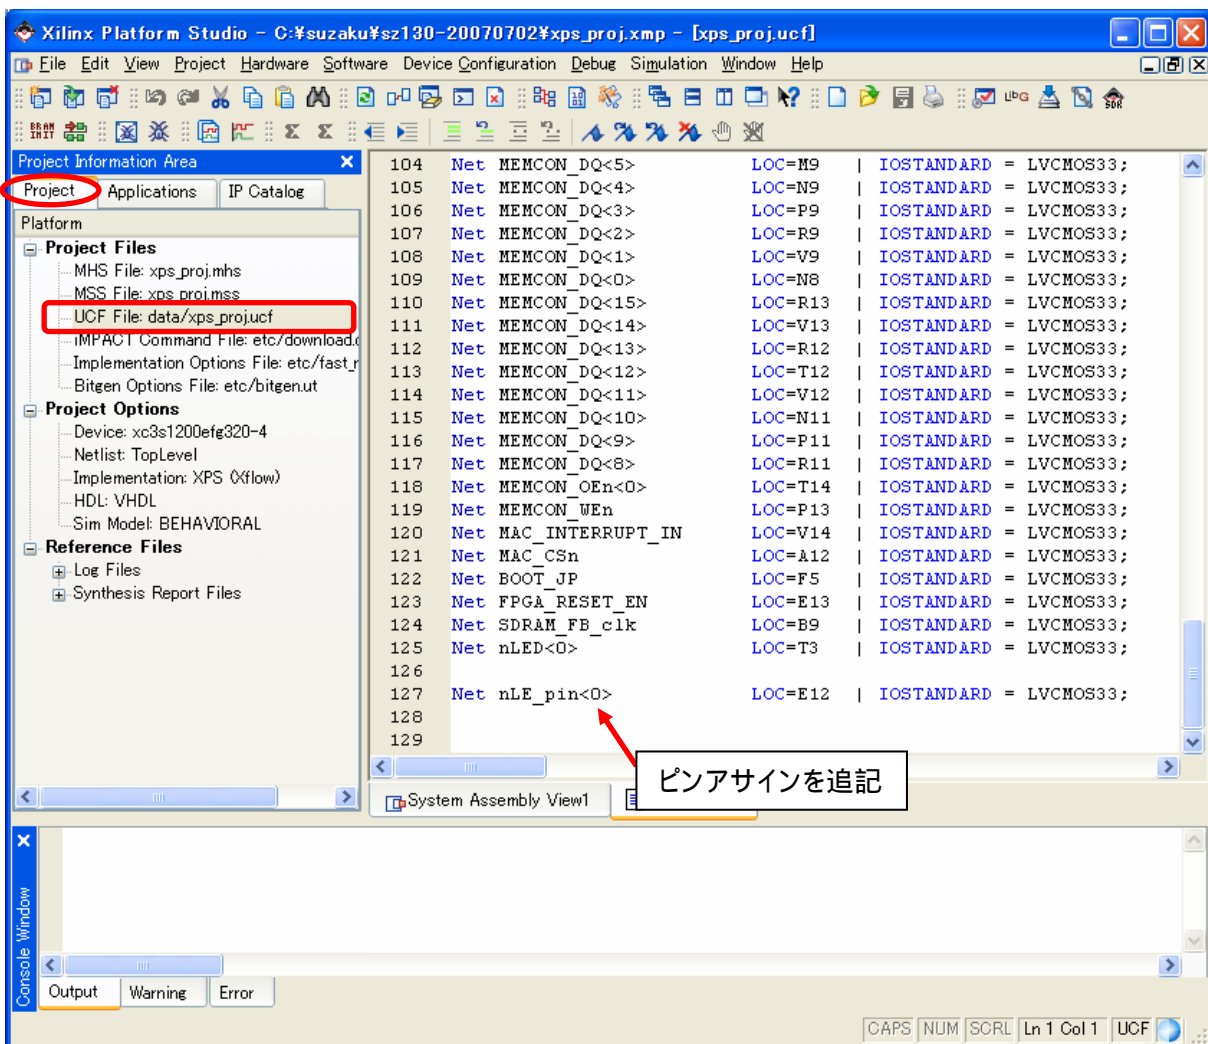 Xilinx Platform Studio - C:¥suzaku¥sz130-20070702¥xps_proj.xmp - [xps_proj.ucf]
File Edit View Project Hardware Software Device Configuration Debug Simulation Window Help
Project Information Area
Project Applications IP Catalog
Platform
Project Files
MHS File: xps_proj.mhs
MSS File: xps_proj.mss
UCF File: data/xps_proj.ucf
iMPACT Command File: etc/download.c
Implementation Options File: etc/fast_r
Bitgen Options File: etc/bitgen.ut
Project Options
Device: xc3s1200efg320-4
Netlist: TopLevel
Implementation: XPS (Xflow)
HDL: VHDL
Sim Model: BEHAVIORAL
Reference Files
Log Files
Synthesis Report Files
104 Net MEMCON_DQ<5> LOC=M9 | IOSTANDARD = LVCMOS33;
105 Net MEMCON_DQ<4> LOC=N9 | IOSTANDARD = LVCMOS33;
106 Net MEMCON_DQ<3> LOC=P9 | IOSTANDARD = LVCMOS33;
107 Net MEMCON_DQ<2> LOC=R9 | IOSTANDARD = LVCMOS33;
108 Net MEMCON_DQ<1> LOC=V9 | IOSTANDARD = LVCMOS33;
109 Net MEMCON_DQ<0> LOC=N8 | IOSTANDARD = LVCMOS33;
110 Net MEMCON_DQ<15> LOC=R13 | IOSTANDARD = LVCMOS33;
111 Net MEMCON_DQ<14> LOC=V13 | IOSTANDARD = LVCMOS33;
112 Net MEMCON_DQ<13> LOC=R12 | IOSTANDARD = LVCMOS33;
113 Net MEMCON_DQ<12> LOC=T12 | IOSTANDARD = LVCMOS33;
114 Net MEMCON_DQ<11> LOC=V12 | IOSTANDARD = LVCMOS33;
115 Net MEMCON_DQ<10> LOC=N11 | IOSTANDARD = LVCMOS33;
116 Net MEMCON_DQ<9> LOC=P11 | IOSTANDARD = LVCMOS33;
117 Net MEMCON_DQ<8> LOC=R11 | IOSTANDARD = LVCMOS33;
118 Net MEMCON_OEn<0> LOC=T14 | IOSTANDARD = LVCMOS33;
119 Net MEMCON_WEn LOC=P13 | IOSTANDARD = LVCMOS33;
120 Net MAC_INTERRUPT_IN LOC=V14 | IOSTANDARD = LVCMOS33;
121 Net MAC_CSn LOC=A12 | IOSTANDARD = LVCMOS33;
122 Net BOOT_JP LOC=F5 | IOSTANDARD = LVCMOS33;
123 Net FPGA_RESET_EN LOC=E13 | IOSTANDARD = LVCMOS33;
124 Net SDRAM_FB_clk LOC=B9 | IOSTANDARD = LVCMOS33;
125 Net nLED<0> LOC=T3 | IOSTANDARD = LVCMOS33;
126
127 Net nLE_pin<0> LOC=E12 | IOSTANDARD = LVCMOS33;
128
129
ピンアサインを追記
System Assembly View1
Console Window
Output Warning Error
CAPS NUM SCRL Ln 1 Col 1 UCF